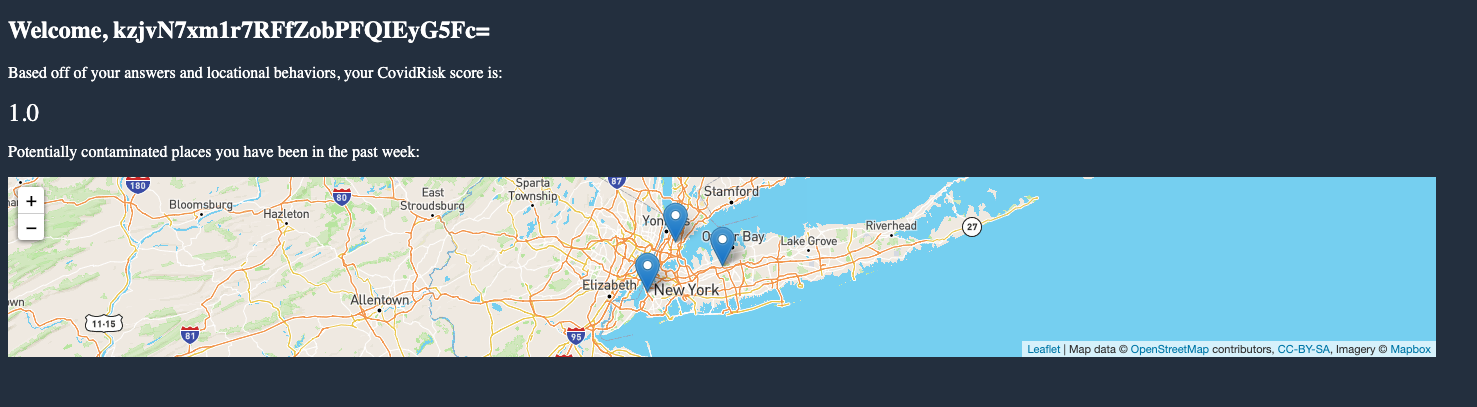 Welcome, kzjvN7xm1r7RFfZobPFQIEyG5Fc=
Based off of your answers and locational behaviors, your CovidRisk score is:
1.0
Potentially contaminated places you have been in the past week:
+
−
180
Bloomsburg
Hazleton
80
East
Stroudsburg
Sparta
Township
87
Stamford
Bay
Lake Grove
Riverhead
27
Elizabeth
New York
Allentown
11-15
81
95
Leaflet | Map data © OpenStreetMap contributors, CC-BY-SA, Imagery © Mapbox